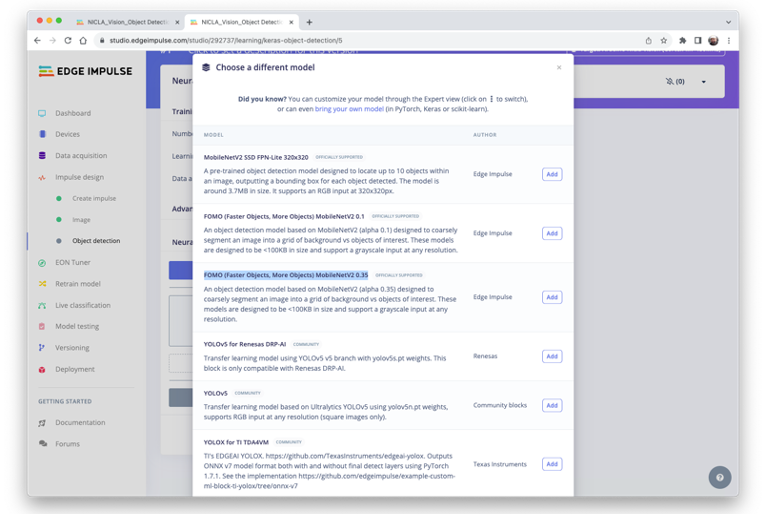 NICLA_Vision_Object Detectio
NICLA_Vision_Object Detectio
studio.edgeimpulse.com/studio/292737/learning/keras-object-detection/5
EDGE IMPULSE
Dashboard
Devices
Data acquisition
Impulse design
Create impulse
Image
Object detection
EON Tuner
Retrain model
Live classification
Model testing
Versioning
Deployment
GETTING STARTED
Documentation
Forums
Neura
(0)
Traini
Numb
Learni
Data a
Advan
Neura
Choose a different model
×
Did you know? You can customize your model through the Expert view (click on ⋮ to switch),
or can even bring your own model (in PyTorch, Keras or scikit-learn).
MODEL AUTHOR
MobileNetV2 SSD FPN-Lite 320x320 OFFICIALLY SUPPORTED
A pre-trained object detection model designed to locate up to 10 objects within
an image, outputting a bounding box for each object detected. The model is
around 3.7MB in size. It supports an RGB input at 320x320px.
Edge Impulse
Add
FOMO (Faster Objects, More Objects) MobileNetV2 0.1 OFFICIALLY SUPPORTED
An object detection model based on MobileNetV2 (alpha 0.1) designed to coarsely
segment an image into a grid of background vs objects of interest. These models
are designed to be <100KB in size and support a grayscale input at any resolution.
Edge Impulse
Add
FOMO (Faster Objects, More Objects) MobileNetV2 0.35 OFFICIALLY SUPPORTED
An object detection model based on MobileNetV2 (alpha 0.35) designed to
coarsely segment an image into a grid of background vs objects of interest. These
models are designed to be <100KB in size and support a grayscale input at any
resolution.
Edge Impulse
Add
YOLOv5 for Renesas DRP-AI COMMUNITY
Transfer learning model using YOLOv5 v5 branch with yolov5s.pt weights. This
block is only compatible with Renesas DRP-AI.
Renesas
Add
YOLOv5 COMMUNITY
Transfer learning model based on Ultralytics YOLOv5 using yolov5n.pt weights,
supports RGB input at any resolution (square images only).
Community blocks
Add
YOLOX for TI TDA4VM COMMUNITY
TI's EDGEAI YOLOX. https://github.com/TexasInstruments/edgeai-yolox. Outputs
ONNX v7 model format both with and without final detect layers using PyTorch
1.7.1. See the implementation https://github.com/edgeimpulse/example-custom-
ml-block-ti-yolox/tree/onnx-v7
Texas Instruments
Add